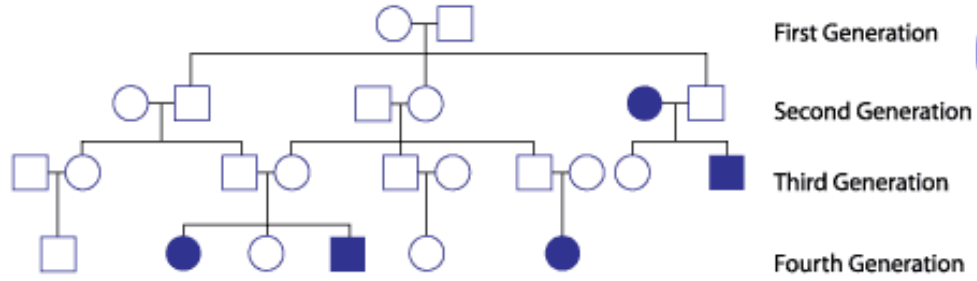 First Generation
Second Generation
Third Generation
Fourth Generation